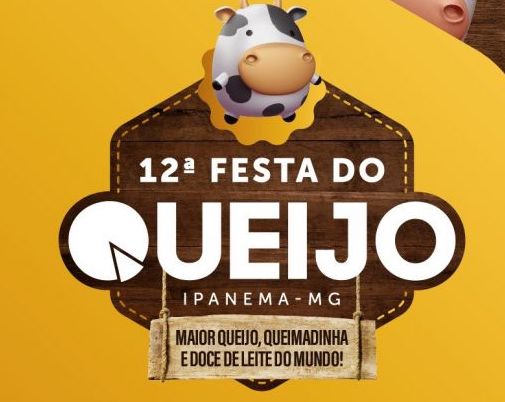 12ª FESTA DO
QUEIJO
IPANEMA-MG
MAIOR QUEIJO, QUEIMADINHA
E DOCE DE LEITE DO MUNDO!